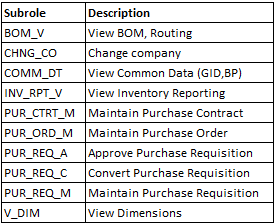 Subrole Description
BOM_V View BOM, Routing
CHNG_CO Change company
COMM_DT View Common Data (GID,BP)
INV_RPT_V View Inventory Reporting
PUR_CTRT_M Maintain Purchase Contract
PUR_ORD_M Maintain Purchase Order
PUR_REQ_A Approve Purchase Requisition
PUR_REQ_C Convert Purchase Requisition
PUR_REQ_M Maintain Purchase Requisition
V_DIM View Dimensions